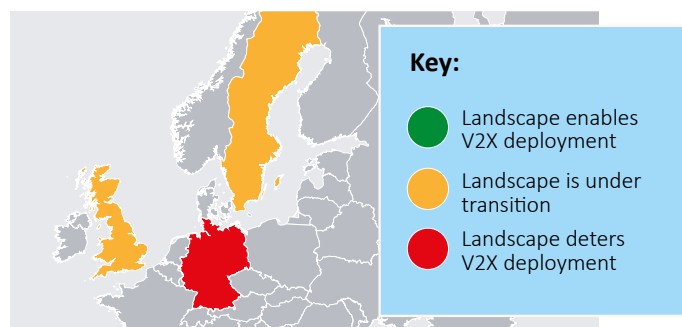 Key:
Landscape enables
V2X deployment
Landscape is under
transition
Landscape deters
V2X deployment